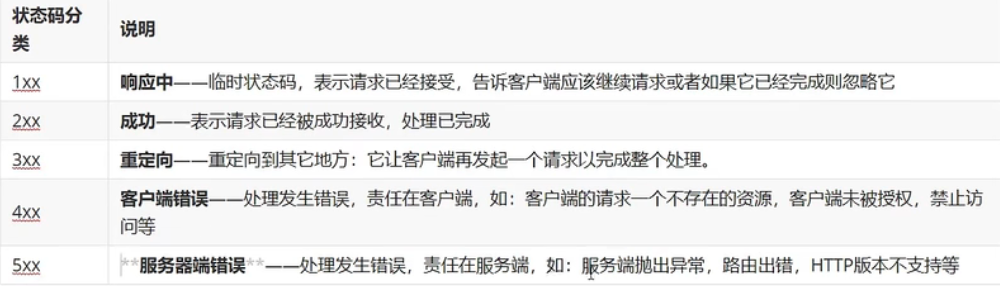 状态码分
类
说明
1xx
响应中——临时状态码，表示请求已经接受，告诉客户端应该继续请求或者如果它已经完成则忽略它
2xx
成功——表示请求已经被成功接收，处理已完成
3xx
重定向——重定向到其它地方：它让客户端再发起一个请求以完成整个处理。
4xx
客户端错误——处理发生错误，责任在客户端，如：客户端的请求一个不存在的资源，客户端未被授权，禁止访
问等
5xx
**服务器端错误**——处理发生错误，责任在服务端，如：服务端抛出异常，路由出错，HTTP版本不支持等